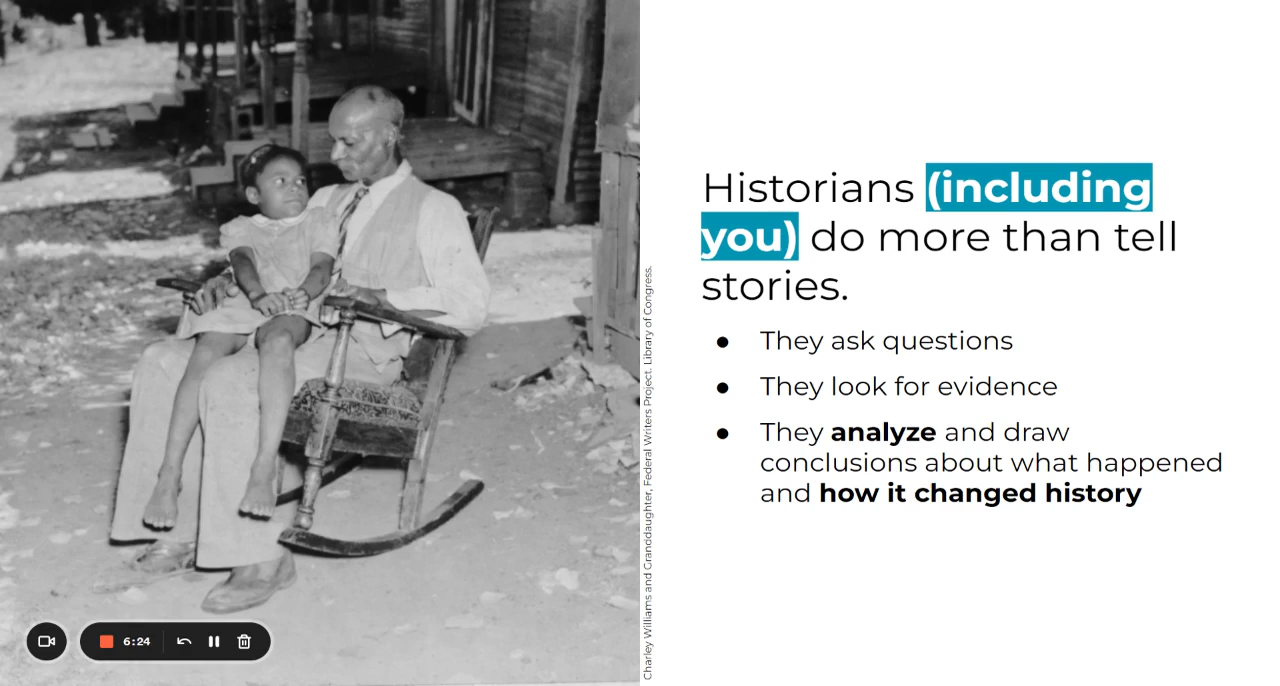 Historians (including
you) do more than tell
stories.
● They ask questions
● They look for evidence
● They analyze and draw
conclusions about what happened
and how it changed history
Charley Williams and Granddaughter, Federal Writers Project. Library of Congress.
6:24